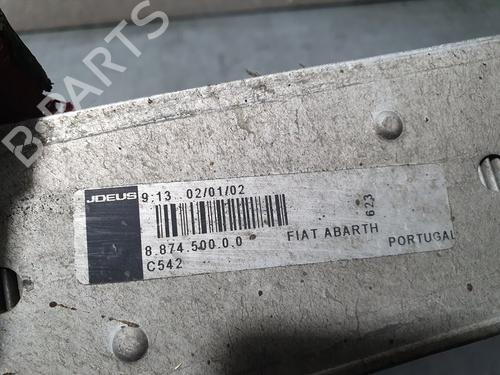 B-PARTS
JDEUS
9:13 02/01/02
8.874.500.0.0
FIAT ABARTH
623
C542
PORTUGAL